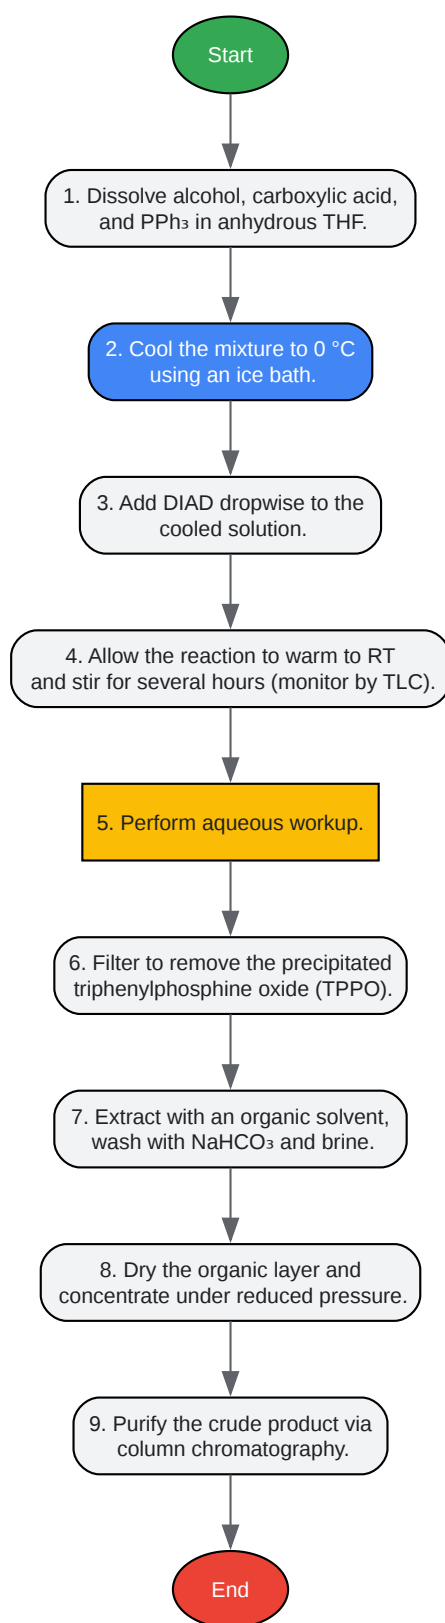 Start
1. Dissolve alcohol, carboxylic acid,
and PPh₃ in anhydrous THF.
2. Cool the mixture to 0 °C
using an ice bath.
3. Add DIAD dropwise to the
cooled solution.
4. Allow the reaction to warm to RT
and stir for several hours (monitor by TLC).
5. Perform aqueous workup.
6. Filter to remove the precipitated
triphenylphosphine oxide (TPPO).
7. Extract with an organic solvent,
wash with NaHCO₃ and brine.
8. Dry the organic layer and
concentrate under reduced pressure.
9. Purify the crude product via
column chromatography.
End